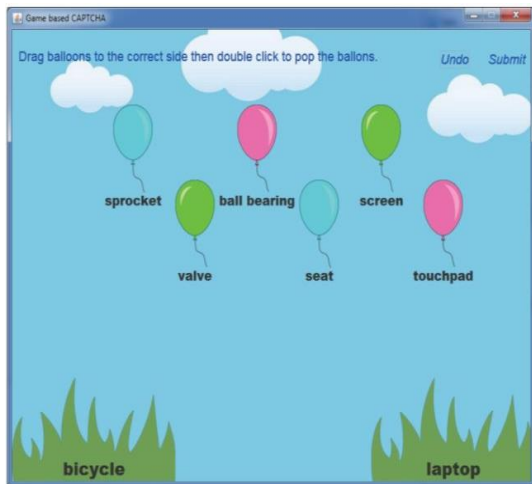 Game based CAPTCHA
Drag balloons to the correct side then double click to pop the ballons.
Undo Submit
sprocket ball bearing screen
valve seat touchpad
bicycle laptop